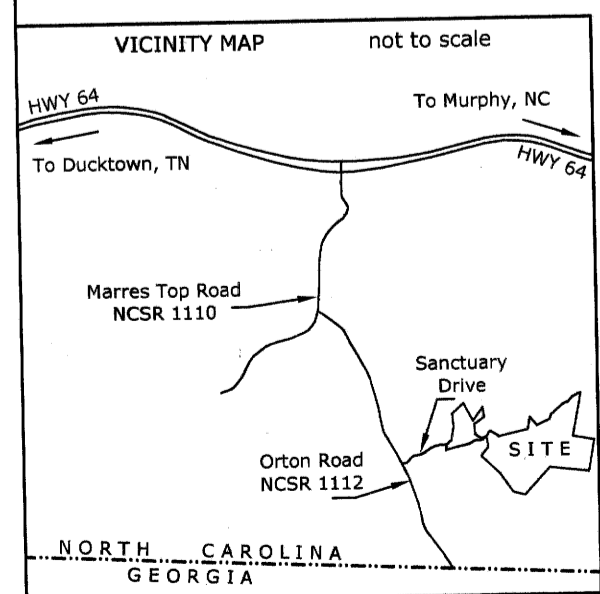 VICINITY MAP not to scale
HWY 64
To Murphy, NC
To Ducktown, TN
HWY 64
Marres Top Road
NCSR 1110
Sanctuary
Drive
SITE
Orton Road
NCSR 1112
NORTH CAROLINA
GEORGIA